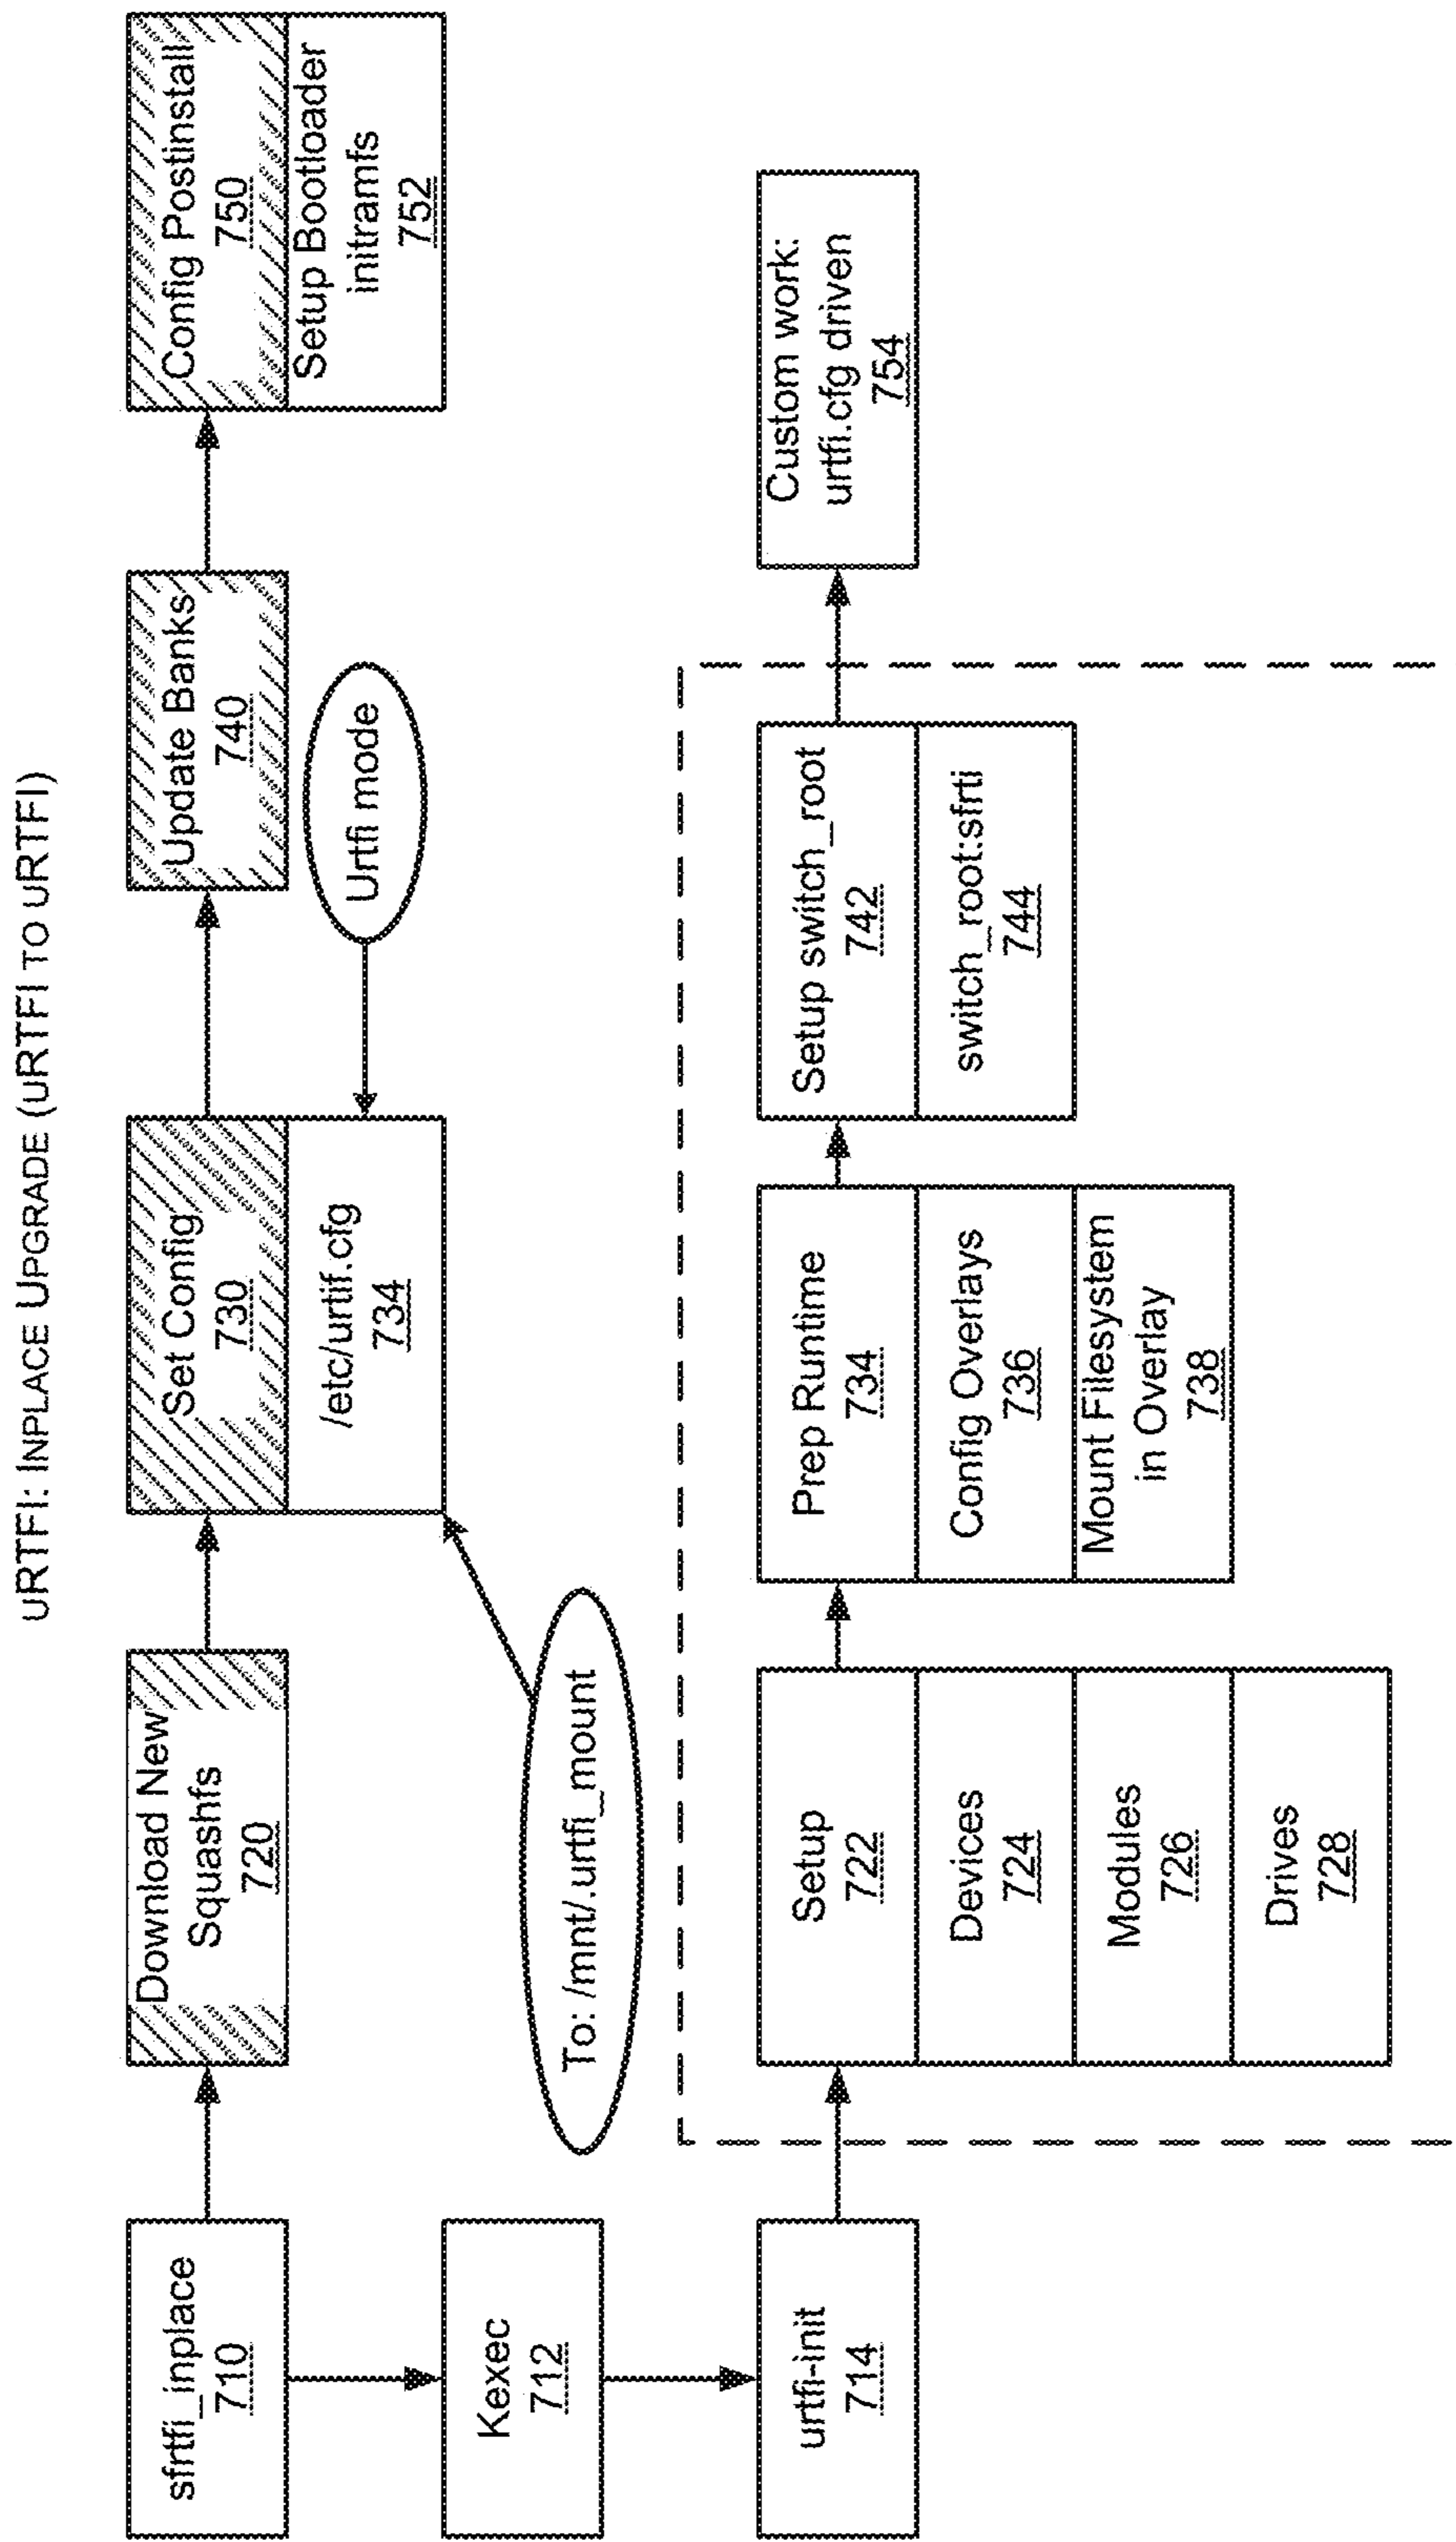 URTFI: INPLACE UPGRADE (URTFI TO URTFI)
sfrtfi_inplace
710
Download New
Squashfs
720
Set Config
730
/etc/urtif.cfg
734
Update Banks
740
Config Postinstall
750
Setup Bootloader
initramfs
752
To: /mnt/.urtfi_mount
Urtfi mode
Kexec
712
urtfi-init
714
Setup
722
Devices
724
Modules
726
Drives
728
Prep Runtime
734
Config Overlays
736
Mount Filesystem
in Overlay
738
Setup switch_root
742
switch_root:sfrti
744
Custom work:
urtfi.cfg driven
754